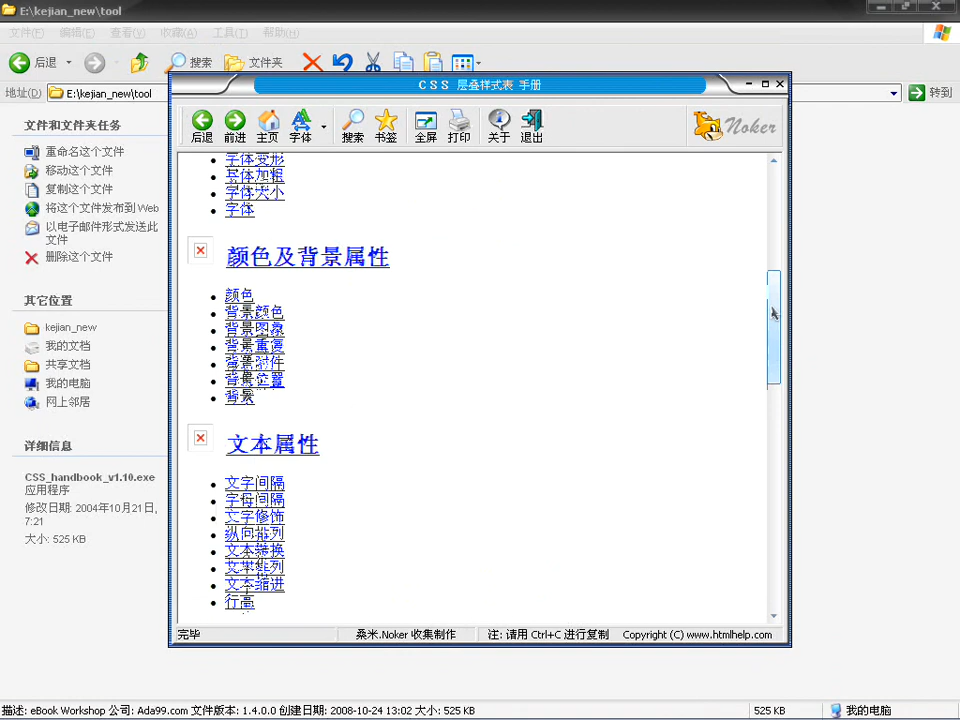 E:\kejian_new\tool
文件(F) 编辑(E) 查看(V) 收藏(A) 工具(T) 帮助(H)
后退 搜索 文件夹
地址(D) E:\kejian_new\tool 转到
文件和文件夹任务
重命名这个文件
移动这个文件
复制这个文件
将这个文件发布到 Web
以电子邮件形式发送此
文件
删除这个文件
其它位置
kejian_new
我的文档
共享文档
我的电脑
网上邻居
详细信息
CSS_handbook_v1.10.exe
应用程序
修改日期: 2004年10月21日,
7:21
大小: 525 KB
CSS 层叠样式表 手册
后退 前进 主页 字体 搜索 书签 全屏 打印 关于 退出
Noker
字体变形
字体加粗
字体大小
字体
颜色及背景属性
颜色
背景颜色
背景图象
背景重复
背景附件
背景位置
背景
文本属性
文字间隔
字母间隔
文字修饰
纵向排列
文本转换
文本排列
文本缩进
行高
完毕 桑米.Noker 收集制作 注: 请用 Ctrl+C 进行复制 Copyright (C) www.htmlhelp.com
描述: eBook Workshop 公司: Ada99.com 文件版本: 1.4.0.0 创建日期: 2008-10-24 13:02 大小: 525 KB 525 KB 我的电脑